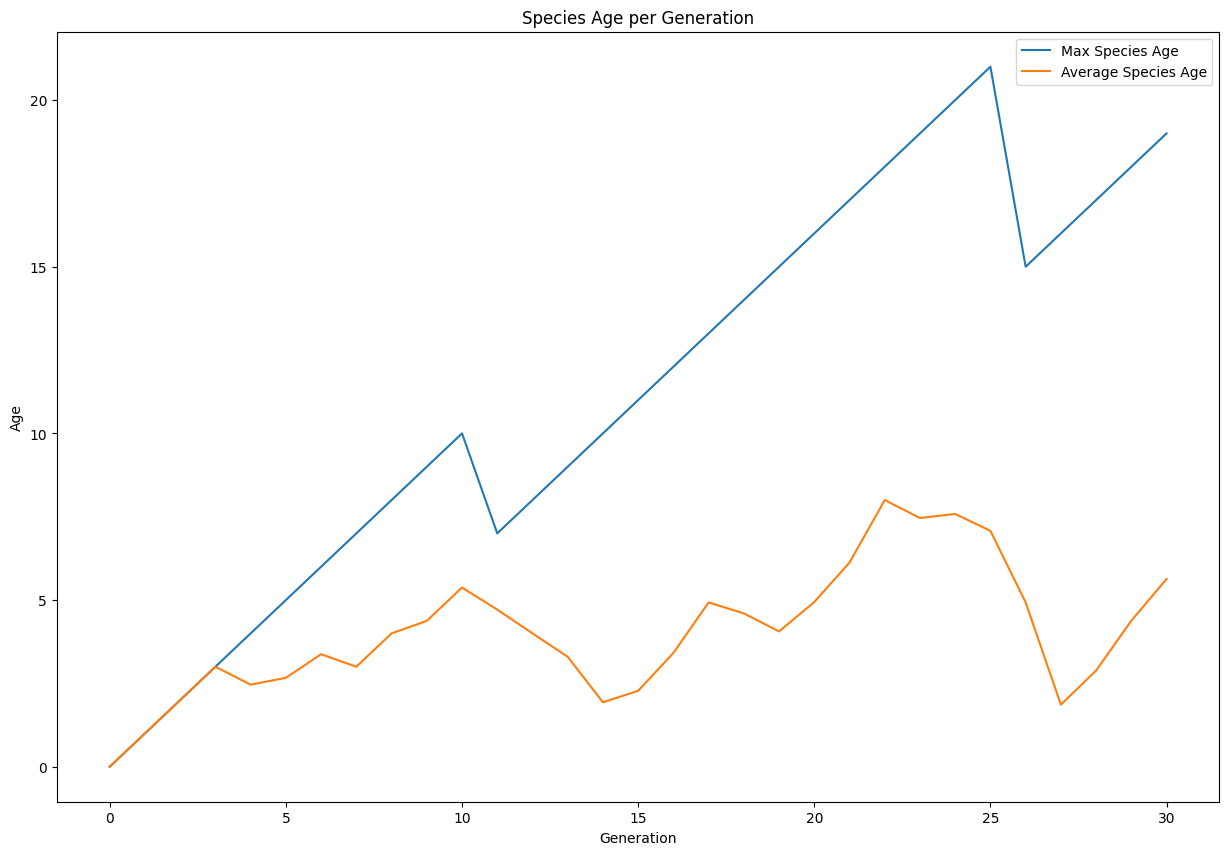 Species Age per Generation
Max Species Age
Average Species Age
20
15
10
5
0
Age
0 5 10 15 20 25 30
Generation